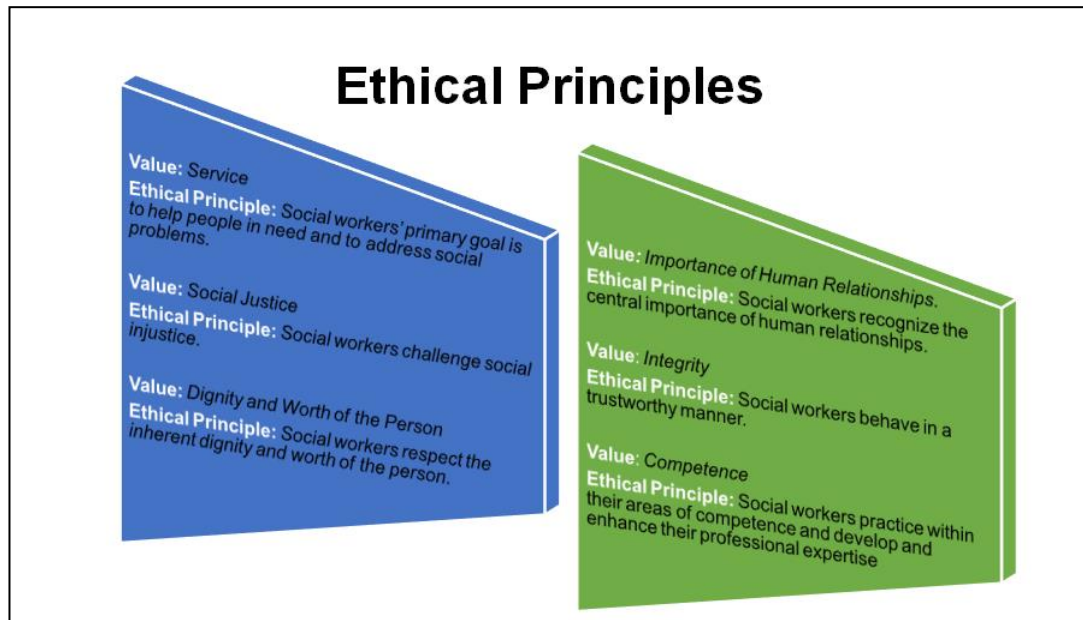 Ethical Principles
Value: Service
Ethical Principle: Social workers' primary goal is
to help people in need and to address social
problems.
Value: Social Justice
Ethical Principle: Social workers challenge social
injustice.
Value: Dignity and Worth of the Person
Ethical Principle: Social workers respect the
inherent dignity and worth of the person.
Value: Importance of Human Relationships.
Ethical Principle: Social workers recognize the
central importance of human relationships.
Value: Integrity
Ethical Principle: Social workers behave in a
trustworthy manner.
Value: Competence
Ethical Principle: Social workers practice within
their areas of competence and develop and
enhance their professional expertise